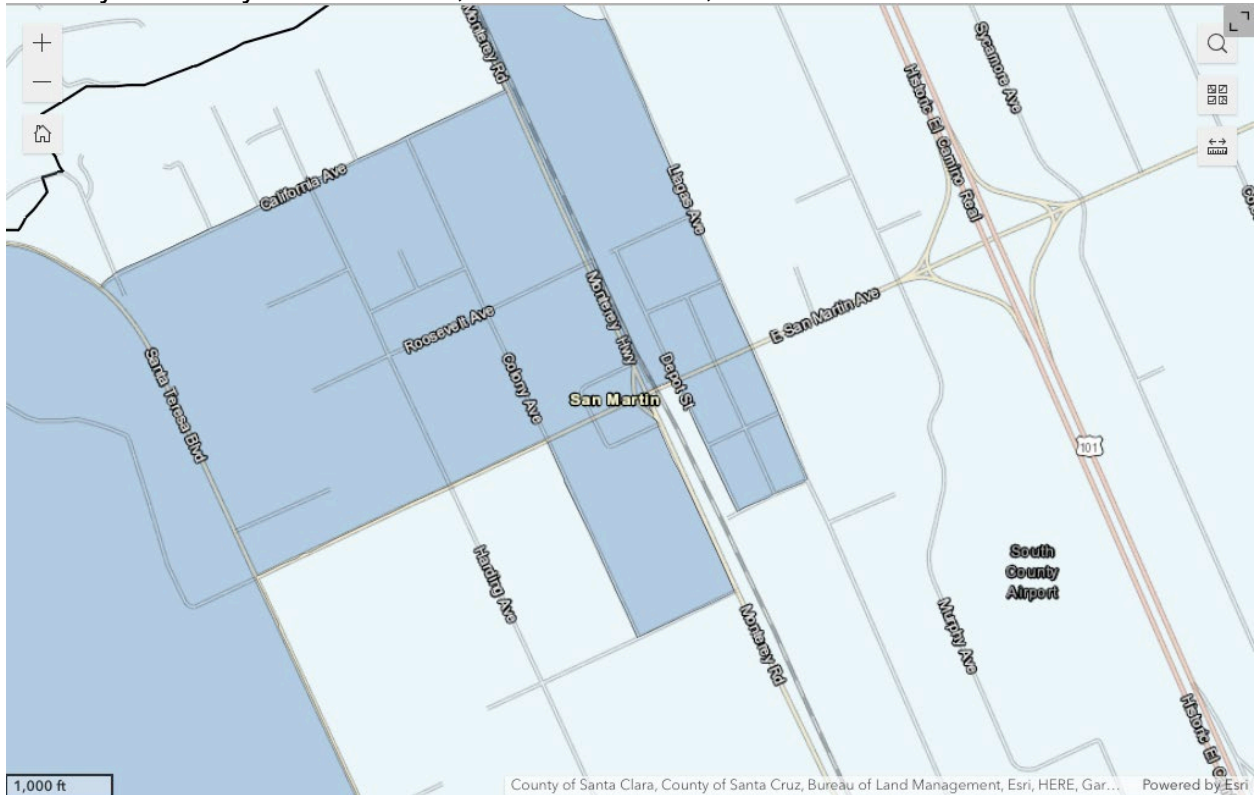 Monterey Rd
Sycamore Ave
Historic El Camino Real
California Ave
Llagas Ave
Monterey Hwy
Roosevelt Ave
E San Martin Ave
Santa Teresa Blvd
Colony Ave
Depot St
San Martin
101
Harding Ave
South
County
Airport
Murphy Ave
Monterey Rd
1,000 ft
County of Santa Clara, County of Santa Cruz, Bureau of Land Management, Esri, HERE, Gar...
Powered by Esri